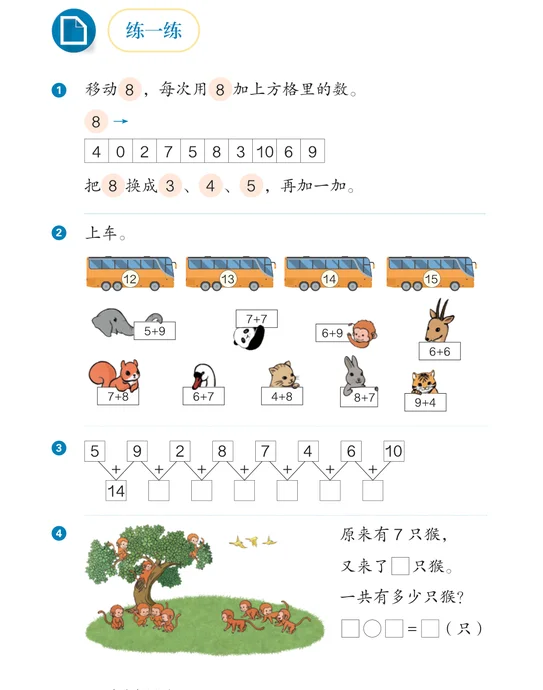 练一练
1 移动8，每次用8加上方格里的数。
8→
4 0 2 7 5 8 3 10 6 9
把8换成3、4、5，再加一加。
2 上车。
12 13 14 15
5+9 7+7 6+9 6+6
7+8 6+7 4+8 8+7 9+4
3 5 9 2 8 7 4 6 10
+ + + + + + +
14
4 原来有7只猴，
又来了□只猴。
一共有多少只猴？
□○□=□（只）